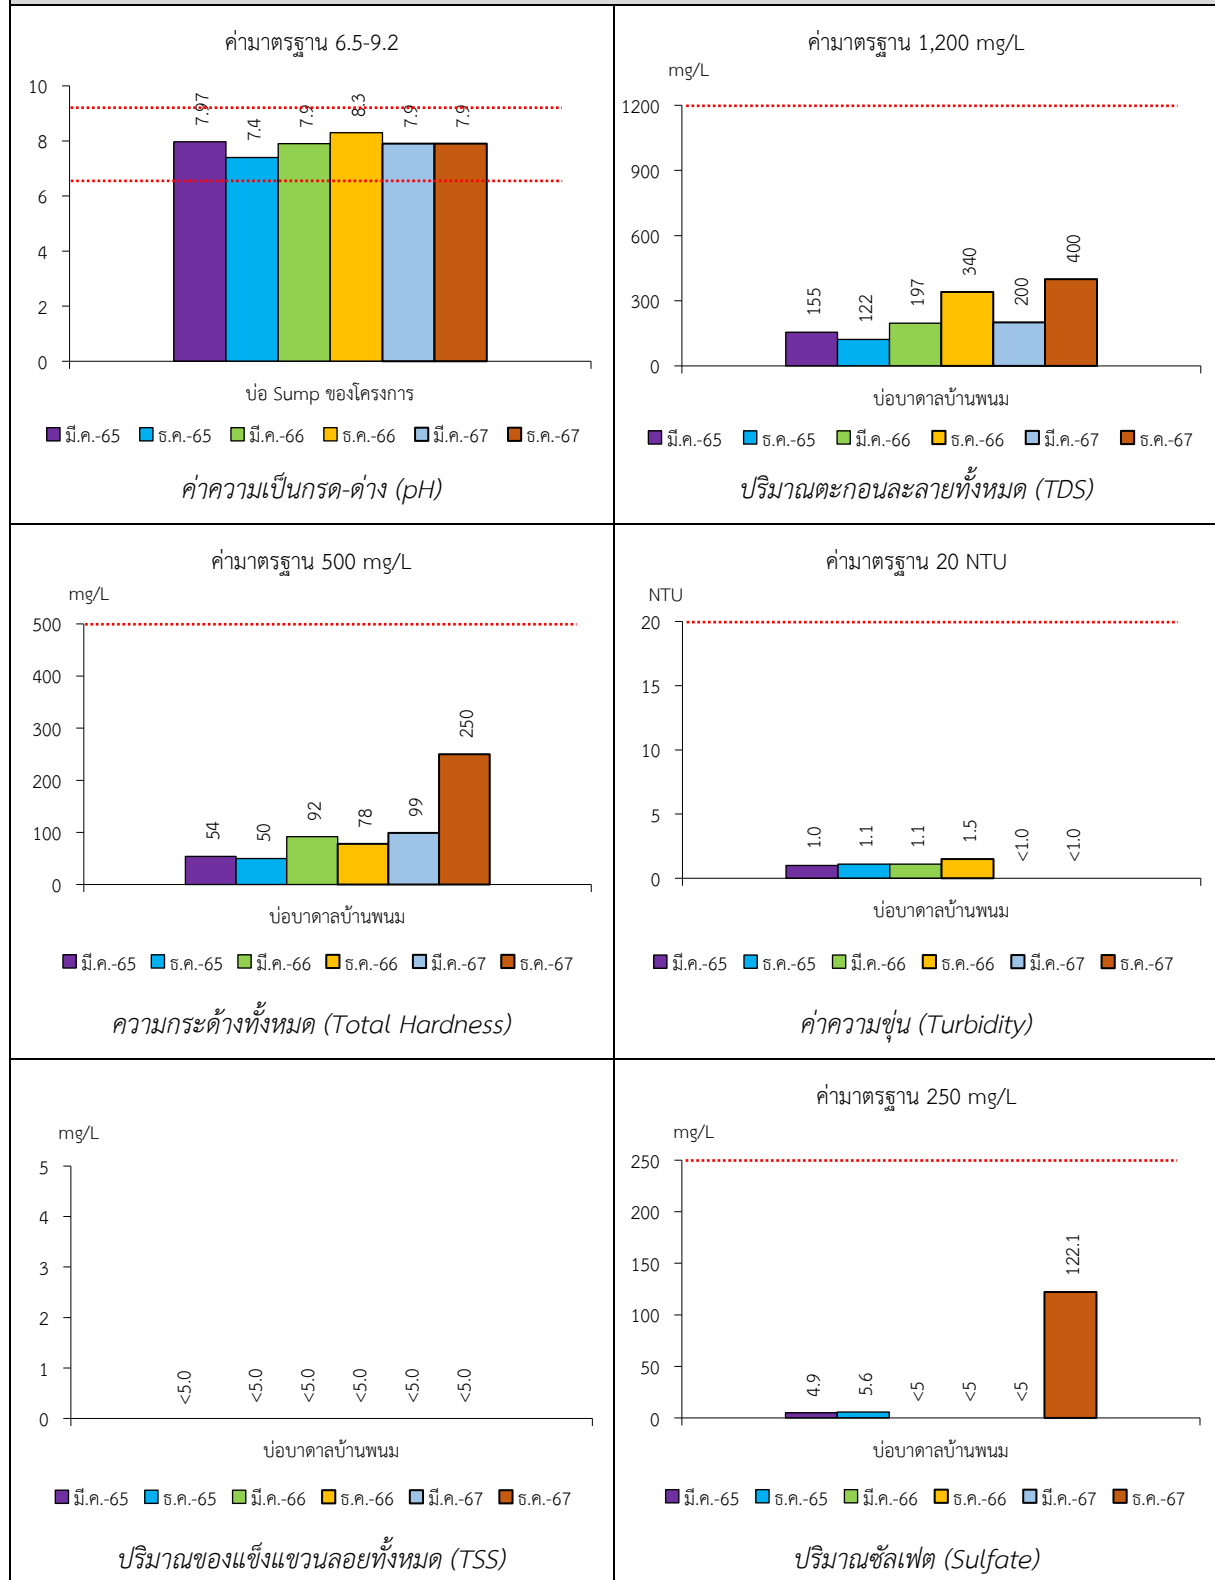 ค่ามาตรฐาน 6.5-9.2
10
8
6
4
2
0
7.97
7.4
7.9
8.3
7.9
7.9
บ่อ Sump ของโครงการ
มี.ค.-65 ธ.ค.-65 มี.ค.-66 ธ.ค.-66 มี.ค.-67 ธ.ค.-67
ค่าความเป็นกรด-ด่าง (pH)
ค่ามาตรฐาน 1,200 mg/L
mg/L
1200
900
600
300
0
155
122
197
340
200
400
บ่อบาดาลบ้านพนม
มี.ค.-65 ธ.ค.-65 มี.ค.-66 ธ.ค.-66 มี.ค.-67 ธ.ค.-67
ปริมาณตะกอนละลายทั้งหมด (TDS)
ค่ามาตรฐาน 500 mg/L
mg/L
500
400
300
200
100
0
54
50
92
78
99
250
บ่อบาดาลบ้านพนม
มี.ค.-65 ธ.ค.-65 มี.ค.-66 ธ.ค.-66 มี.ค.-67 ธ.ค.-67
ความกระด้างทั้งหมด (Total Hardness)
ค่ามาตรฐาน 20 NTU
NTU
20
15
10
5
0
1.0
1.1
1.1
1.5
<1.0
<1.0
บ่อบาดาลบ้านพนม
มี.ค.-65 ธ.ค.-65 มี.ค.-66 ธ.ค.-66 มี.ค.-67 ธ.ค.-67
ค่าความขุ่น (Turbidity)
mg/L
5
4
3
2
1
0
<5.0
<5.0
<5.0
<5.0
<5.0
<5.0
บ่อบาดาลบ้านพนม
มี.ค.-65 ธ.ค.-65 มี.ค.-66 ธ.ค.-66 มี.ค.-67 ธ.ค.-67
ปริมาณของแข็งแขวนลอยทั้งหมด (TSS)
ค่ามาตรฐาน 250 mg/L
mg/L
250
200
150
100
50
0
4.9
5.6
<5
<5
<5
122.1
บ่อบาดาลบ้านพนม
มี.ค.-65 ธ.ค.-65 มี.ค.-66 ธ.ค.-66 มี.ค.-67 ธ.ค.-67
ปริมาณซัลเฟต (Sulfate)